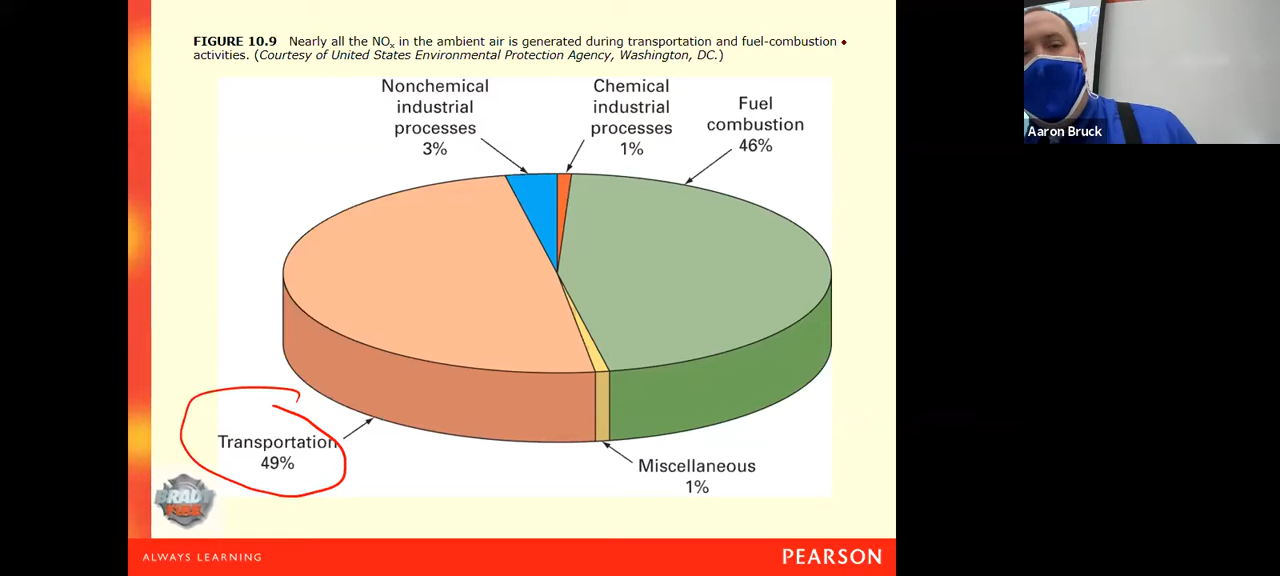 FIGURE 10.9 Nearly all the NOx in the ambient air is generated during transportation and fuel-combustion
activities. (Courtesy of United States Environmental Protection Agency, Washington, DC.)
Nonchemical
industrial
processes
3%
Chemical
industrial
processes
1%
Fuel
combustion
46%
Aaron Bruck
Transportation
49%
Miscellaneous
1%
BRADY
FIRE
ALWAYS LEARNING
PEARSON